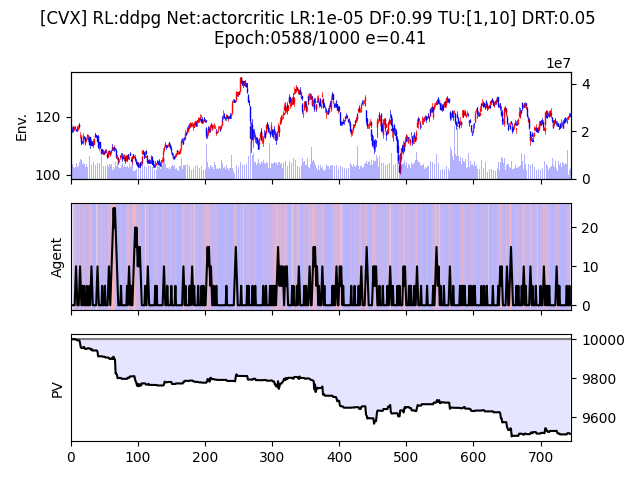 [CVX] RL:ddpg Net:actorcritic LR:1e-05 DF:0.99 TU:[1,10] DRT:0.05
Epoch:0588/1000 e=0.41
1e7
Env.
120
100
4
2
0
Agent
20
10
0
PV
10000
9800
9600
0 100 200 300 400 500 600 700